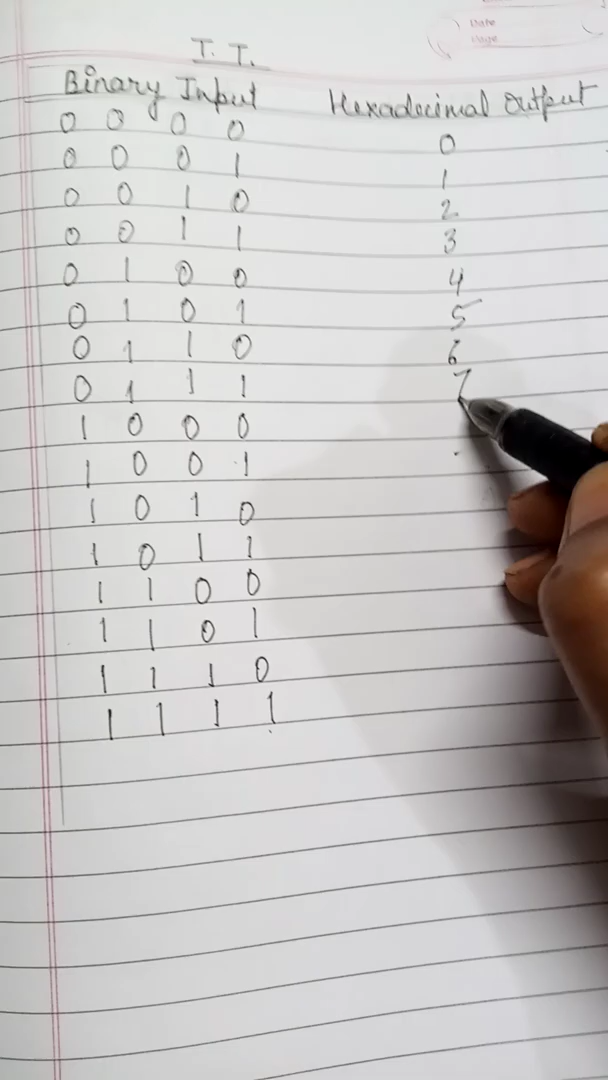 Date
Page
T. T.
Binary Input Hexadecimal Output
0 0 0 0 0
0 0 0 1 1
0 0 1 0 2
0 0 1 1 3
0 1 0 0 4
0 1 0 1 5
0 1 1 0 6
0 1 1 1 7
1 0 0 0
1 0 0 1
1 0 1 0
1 0 1 1
1 1 0 0
1 1 0 1
1 1 1 0
1 1 1 1